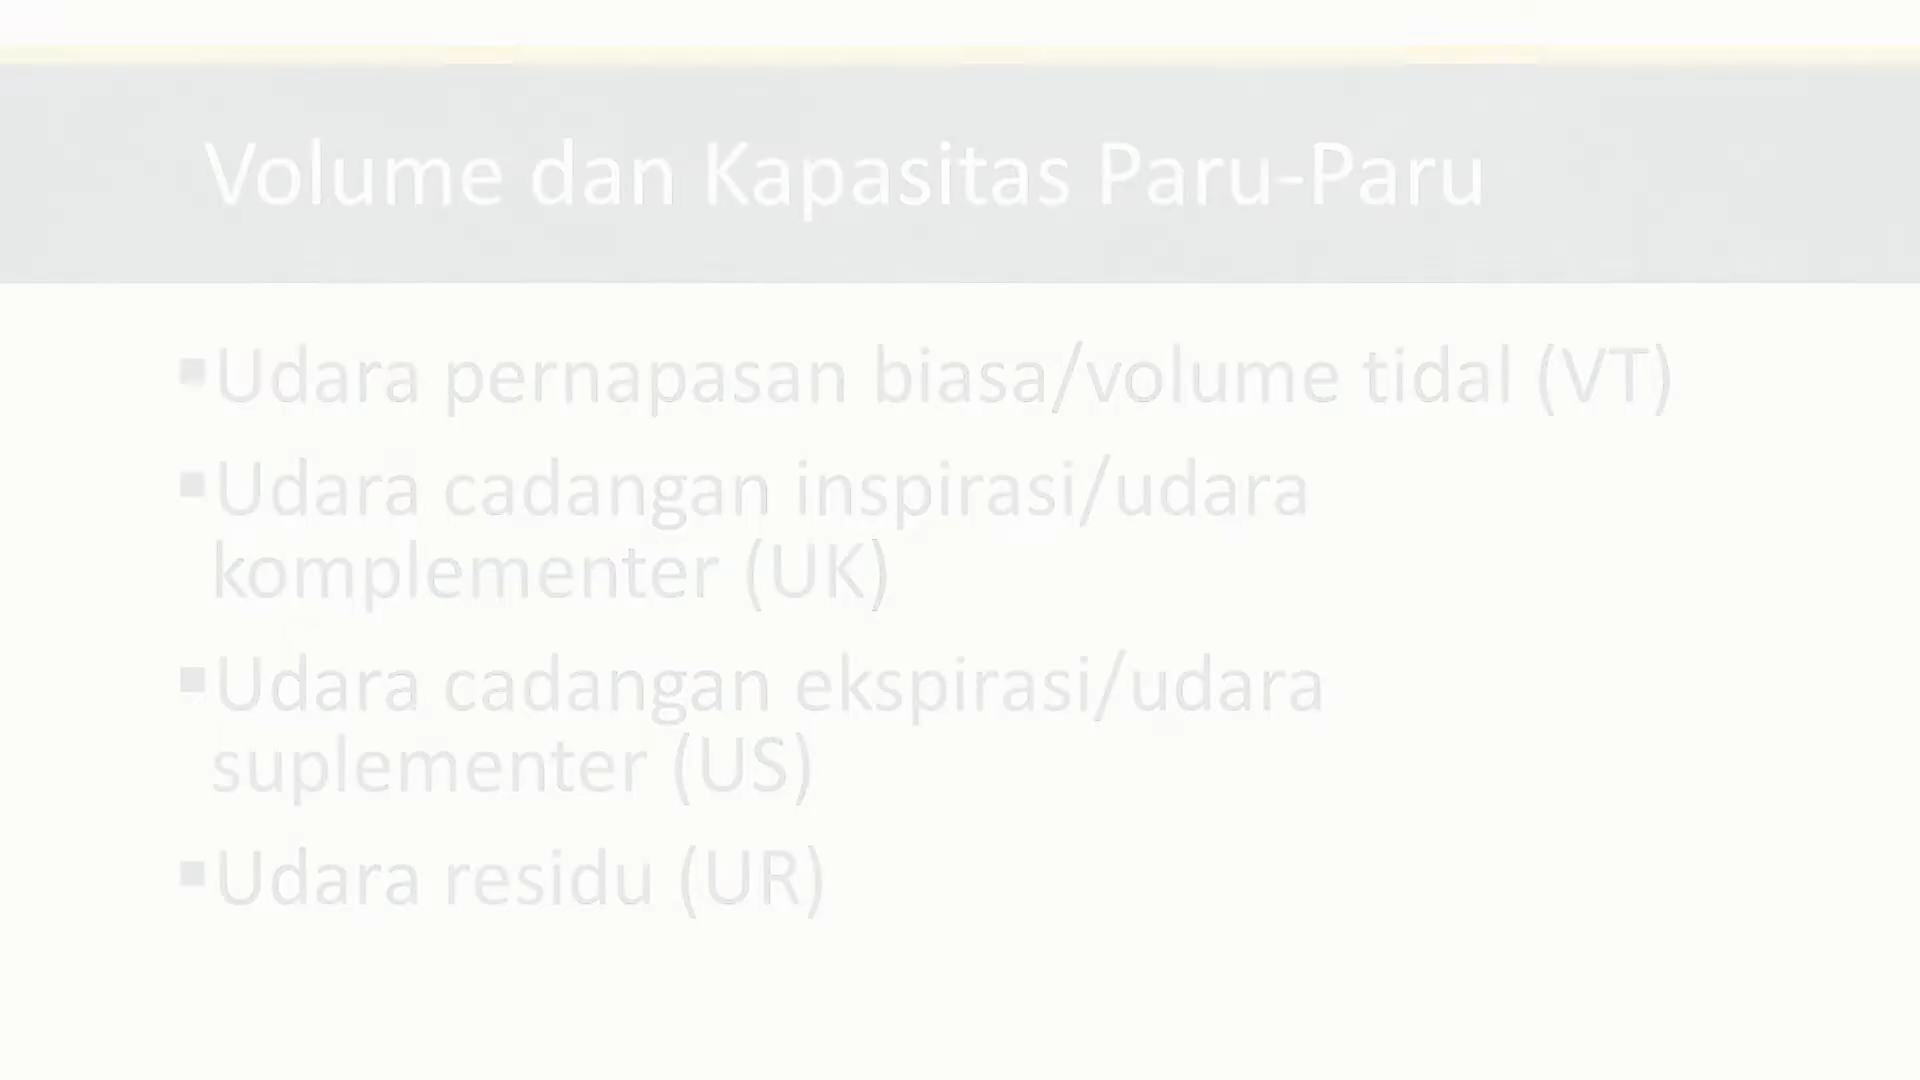 Volume dan Kapasitas Paru-Paru
▪Udara pernapasan biasa/volume tidal (VT)
▪Udara cadangan inspirasi/udara
komplementer (UK)
▪Udara cadangan ekspirasi/udara
suplementer (US)
▪Udara residu (UR)